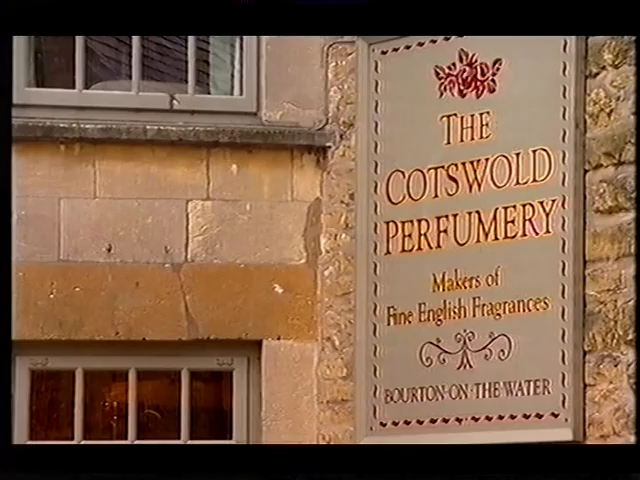 THE
COTSWOLD
PERFUMERY
Makers of
Fine English Fragrances
BOURTON·ON·THE·WATER